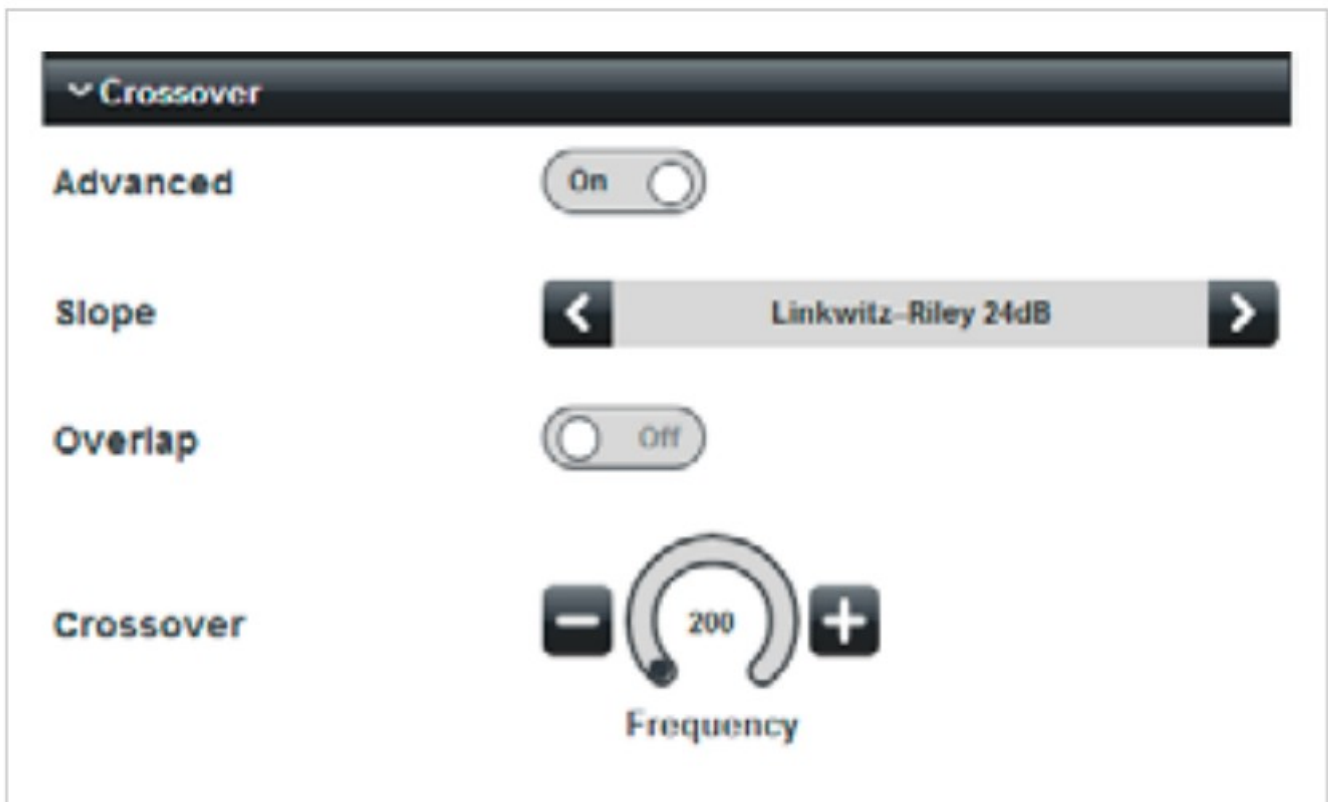 Crossover
Advanced On
Slope Linkwitz-Riley 24dB
Overlap Off
Crossover 200
Frequency